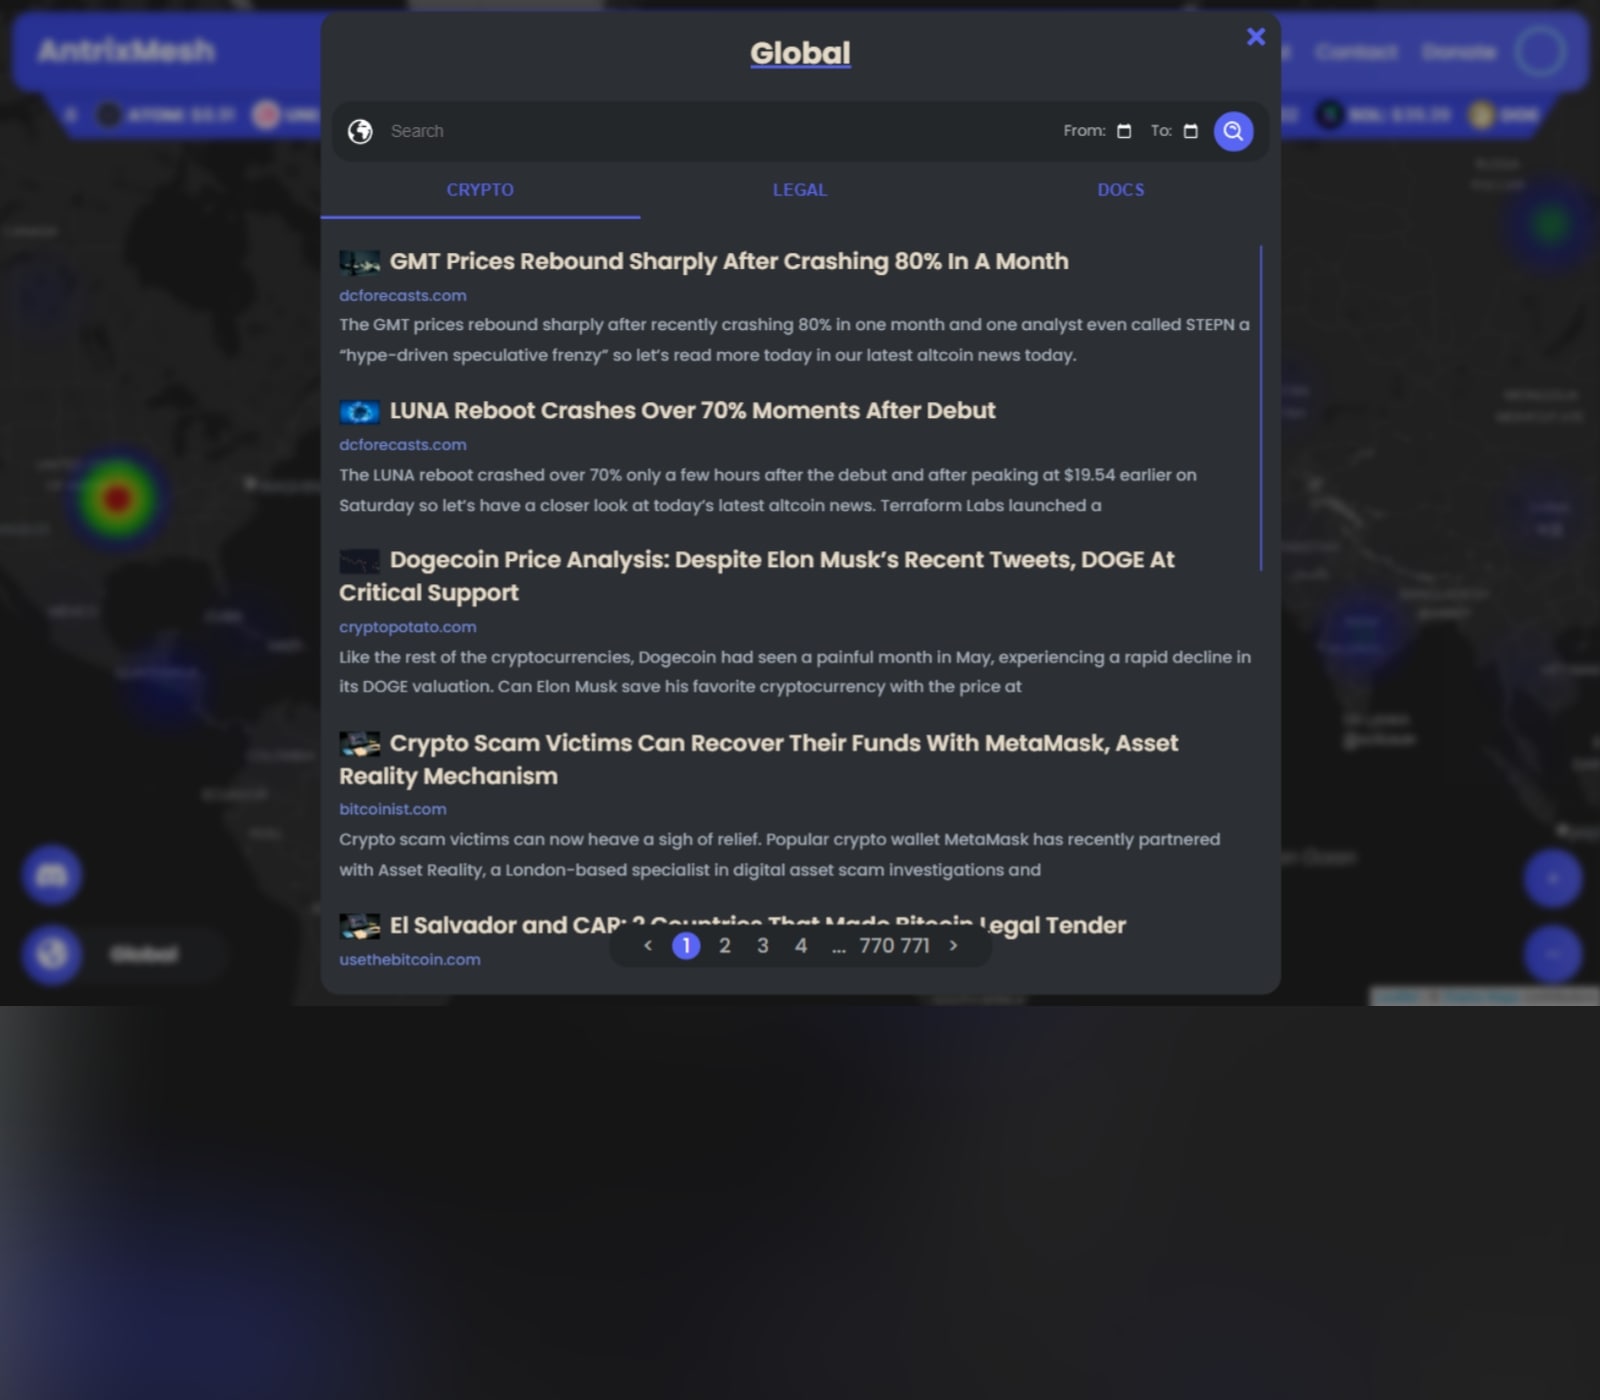 AntrixMesh
Contact
Donate
Global
Search
From:
To:
CRYPTO
LEGAL
DOCS
GMT Prices Rebound Sharply After Crashing 80% In A Month
dcforecasts.com
The GMT prices rebound sharply after recently crashing 80% in one month and one analyst even called STEPN a
“hype-driven speculative frenzy” so let’s read more today in our latest altcoin news today.
LUNA Reboot Crashes Over 70% Moments After Debut
dcforecasts.com
The LUNA reboot crashed over 70% only a few hours after the debut and after peaking at $19.54 earlier on
Saturday so let’s have a closer look at today’s latest altcoin news. Terraform Labs launched a
Dogecoin Price Analysis: Despite Elon Musk’s Recent Tweets, DOGE At
Critical Support
cryptopotato.com
Like the rest of the cryptocurrencies, Dogecoin had seen a painful month in May, experiencing a rapid decline in
its DOGE valuation. Can Elon Musk save his favorite cryptocurrency with the price at
Crypto Scam Victims Can Recover Their Funds With MetaMask, Asset
Reality Mechanism
bitcoinist.com
Crypto scam victims can now heave a sigh of relief. Popular crypto wallet MetaMask has recently partnered
with Asset Reality, a London-based specialist in digital asset scam investigations and
El Salvador and CAR: 2 Countries That Made Bitcoin Legal Tender
usethebitcoin.com
< 1 2 3 4 ... 770 771 >
Global